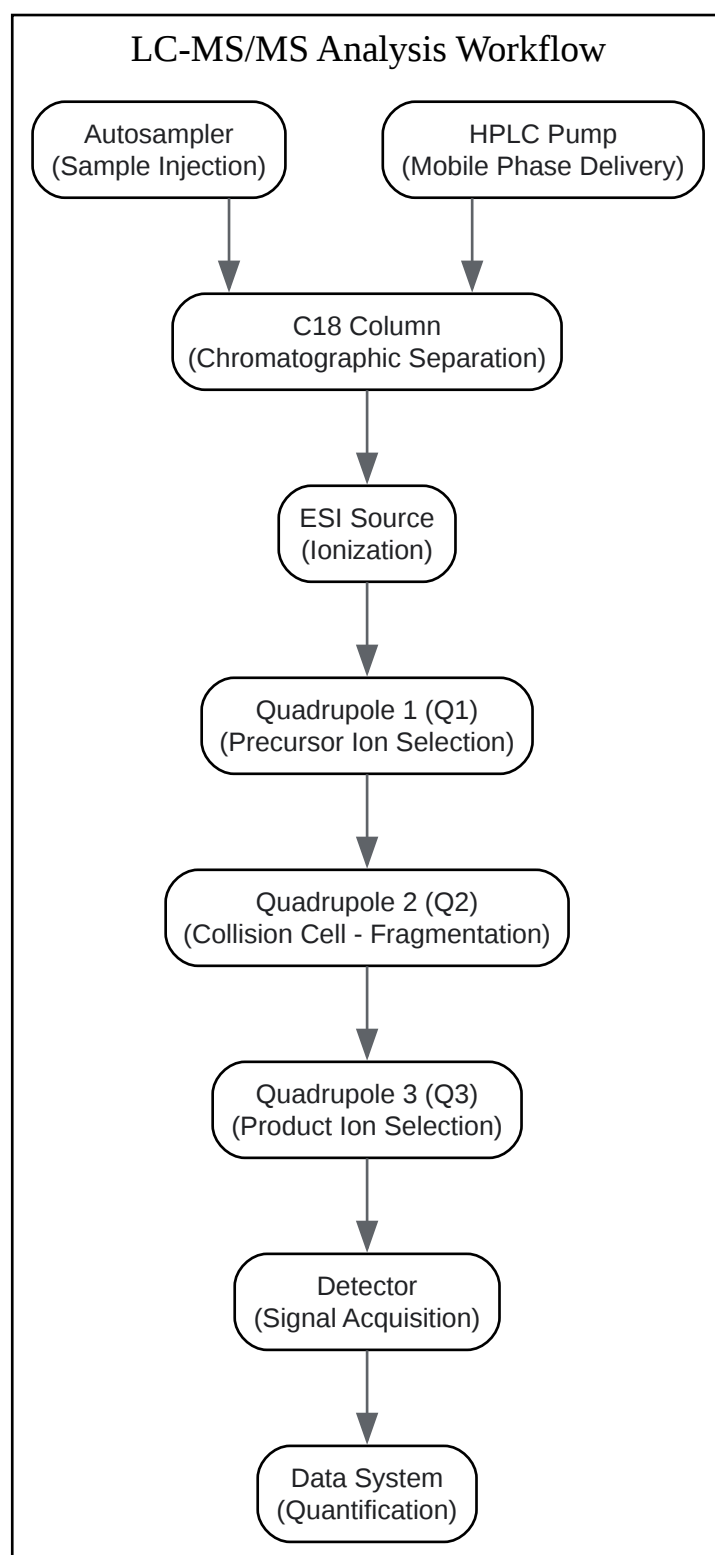 LC-MS/MS Analysis Workflow
Autosampler
(Sample Injection)
HPLC Pump
(Mobile Phase Delivery)
C18 Column
(Chromatographic Separation)
ESI Source
(Ionization)
Quadrupole 1 (Q1)
(Precursor Ion Selection)
Quadrupole 2 (Q2)
(Collision Cell - Fragmentation)
Quadrupole 3 (Q3)
(Product Ion Selection)
Detector
(Signal Acquisition)
Data System
(Quantification)